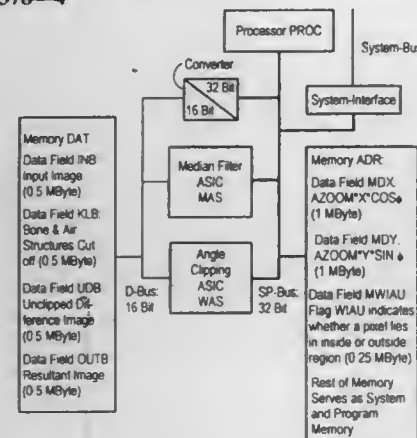 Processor PROC
System-Bus
Converter
32 Bit
16 Bit
System-Interface
Memory DAT
Data Field INB
Input Image
(0.5 MByte)
Data Field KLB:
Bone & Air
Structures Cut
off (0.5 MByte)
Data Field UDB
Unclipped Dif-
ference Image
(0.5 MByte)
Data Field OUTB
Resultant Image
(0.5 MByte)
Median Filter
ASIC
MAS
Angle
Clipping
ASIC
WAS
D-Bus:
16 Bit
SP-Bus:
32 Bit
Memory ADR:
Data Field MDX.
AZOOM*X*COSϕ
(1 MByte)
Data Field MDY.
AZOOM*Y*SIN ϕ
(1 MByte)
Data Field MWIAU
Flag WIAU indicates
whether a pixel lies
in inside or outside
region (0.25 MByte)
Rest of Memory
Serves as System
and Program
Memory